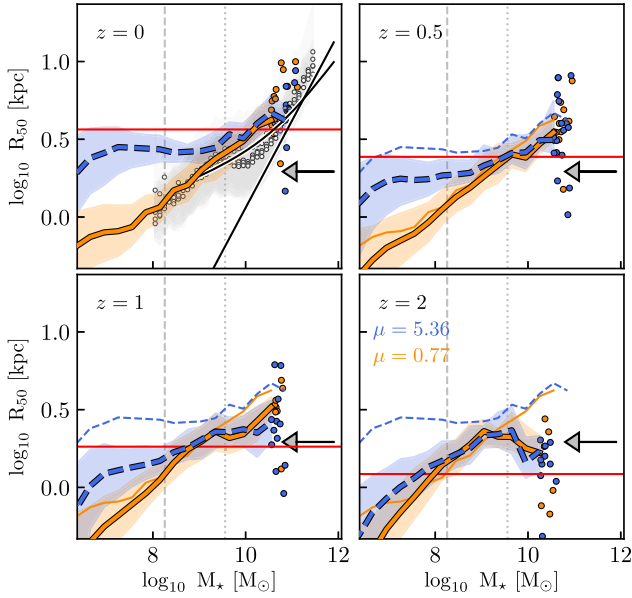 z = 0
z = 0.5
1.0
0.5
0.0
log₁₀ R₅₀ [kpc]
z = 1
z = 2
μ = 5.36
μ = 0.77
1.0
0.5
0.0
log₁₀ R₅₀ [kpc]
8 10 12
8 10 12
log₁₀ M⋆ [M⊙]
log₁₀ M⋆ [M⊙]